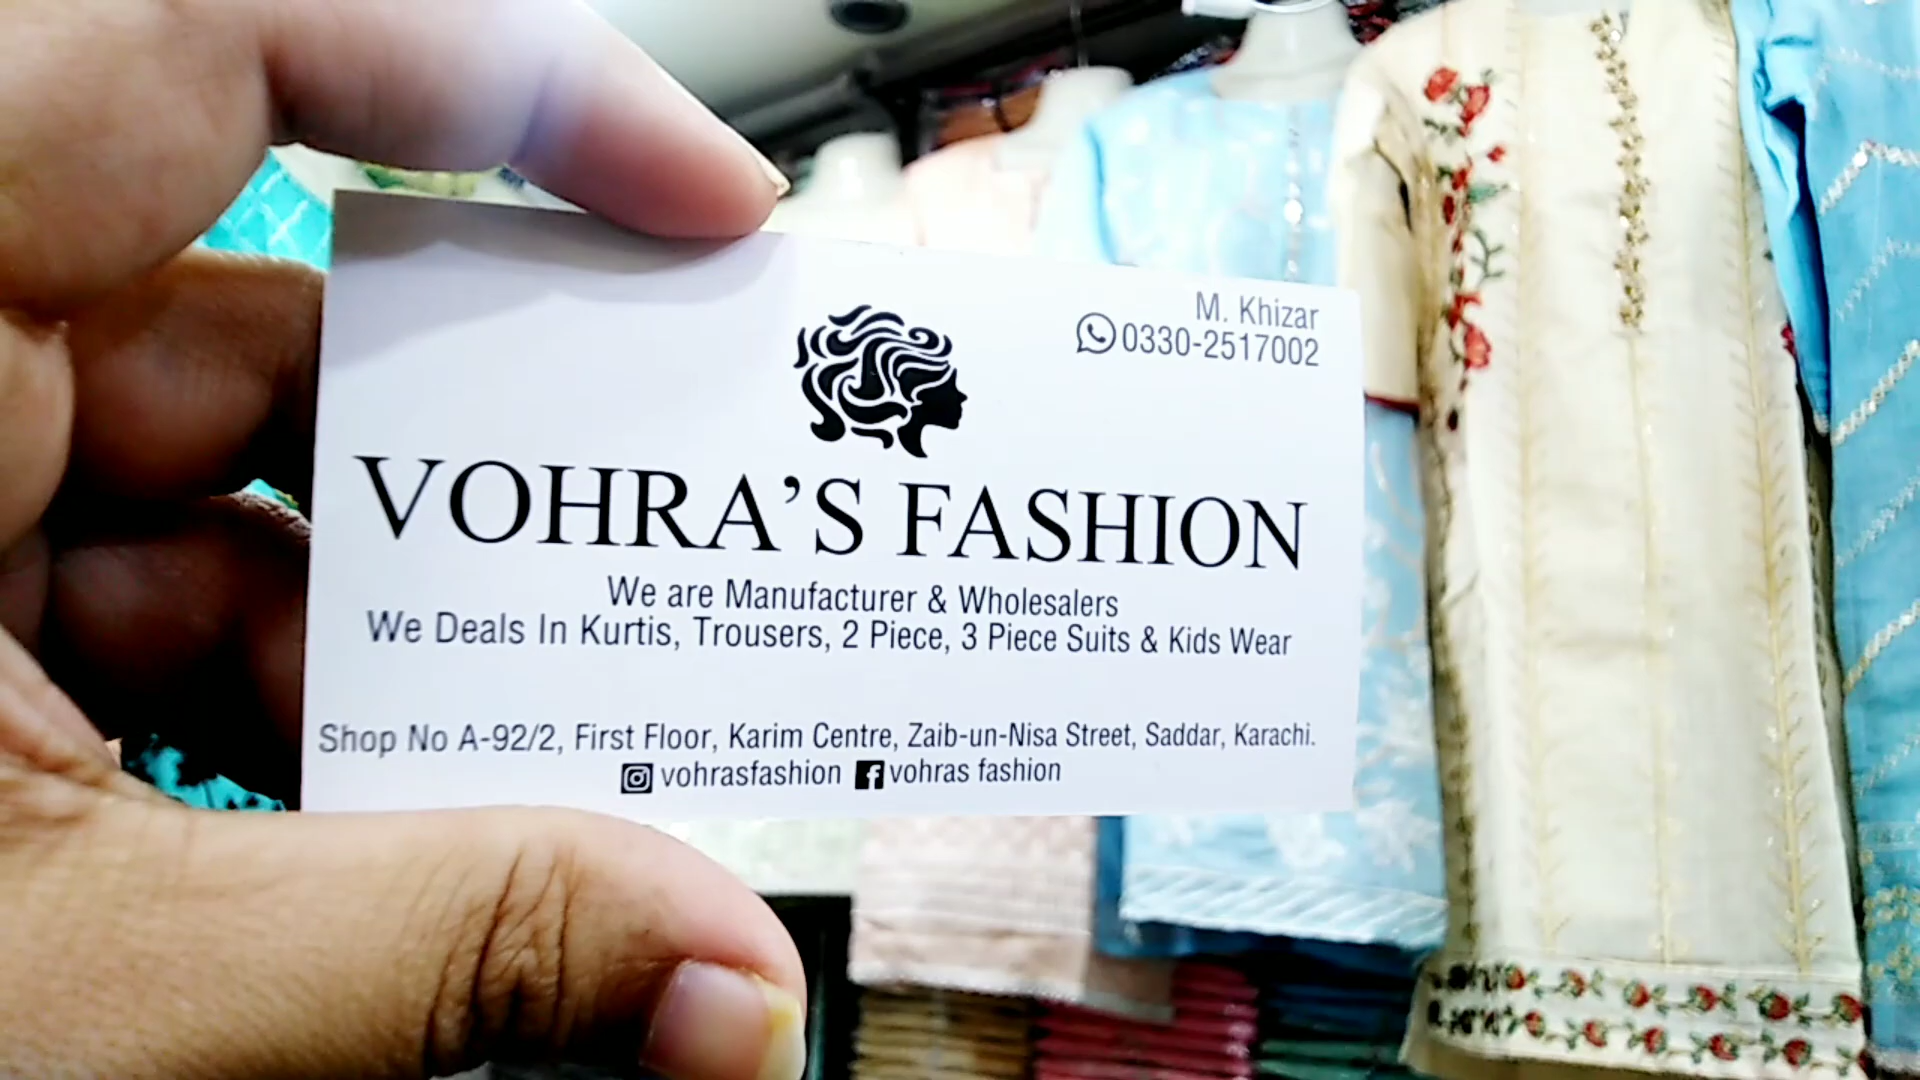 M. Khizar
0330-2517002
VOHRA'S FASHION
We are Manufacturer & Wholesalers
We Deals In Kurtis, Trousers, 2 Piece, 3 Piece Suits & Kids Wear
Shop No A-92/2, First Floor, Karim Centre, Zaib-un-Nisa Street, Saddar, Karachi.
vohrasfashion vohras fashion